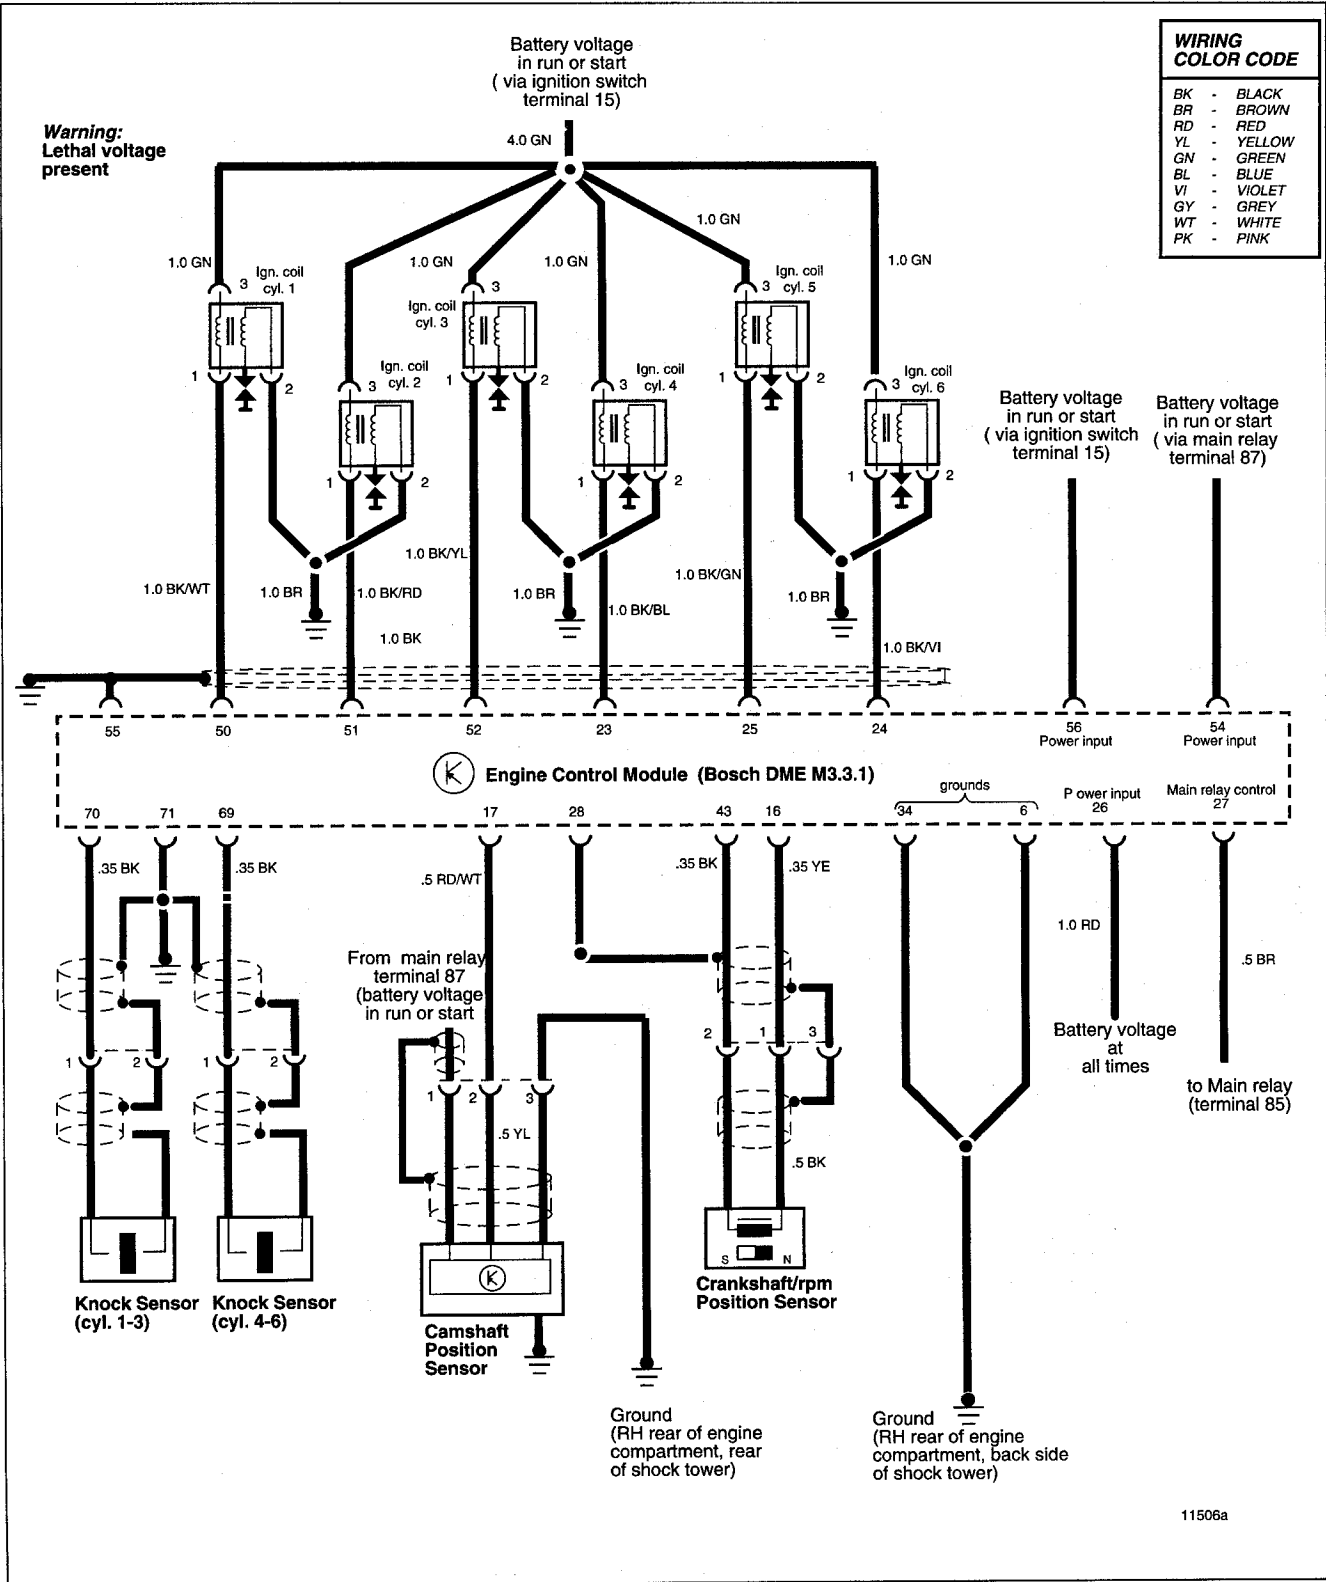 Battery voltage
in run or start
( via ignition switch
terminal 15)
WIRING
COLOR CODE
BK - BLACK
BR - BROWN
RD - RED
YL - YELLOW
GN - GREEN
BL - BLUE
VI - VIOLET
GY - GREY
WT - WHITE
PK - PINK
Warning:
Lethal voltage
present
4.0 GN
1.0 GN
1.0 GN
1.0 GN
1.0 GN
1.0 GN
3
Ign. coil
cyl. 1
3
Ign. coil
cyl. 3
3
Ign. coil
cyl. 5
1
2
1
2
1
2
3
Ign. coil
cyl. 2
3
Ign. coil
cyl. 4
3
Ign. coil
cyl. 6
1
2
1
2
1
2
Battery voltage
in run or start
( via ignition switch
terminal 15)
Battery voltage
in run or start
( via main relay
terminal 87)
1.0 BK/WT
1.0 BR
1.0 BK/RD
1.0 BK
1.0 BK/YL
1.0 BR
1.0 BK/BL
1.0 BK/GN
1.0 BR
1.0 BK/VI
55
50
51
52
23
25
24
56
Power input
54
Power input
Engine Control Module (Bosch DME M3.3.1)
grounds
P ower input
Main relay control
70
71
69
17
28
43
16
34
6
26
27
.35 BK
.35 BK
.5 RD/WT
.35 BK
.35 YE
1.0 RD
.5 BR
From main relay
terminal 87
(battery voltage
in run or start
1
2
1
2
1
2
3
2
1
3
.5 YL
.5 BK
Battery voltage
at
all times
to Main relay
(terminal 85)
S
N
Knock Sensor
(cyl. 1-3)
Knock Sensor
(cyl. 4-6)
Camshaft
Position
Sensor
Crankshaft/rpm
Position Sensor
Ground
(RH rear of engine
compartment, rear
of shock tower)
Ground
(RH rear of engine
compartment, back side
of shock tower)
11506a